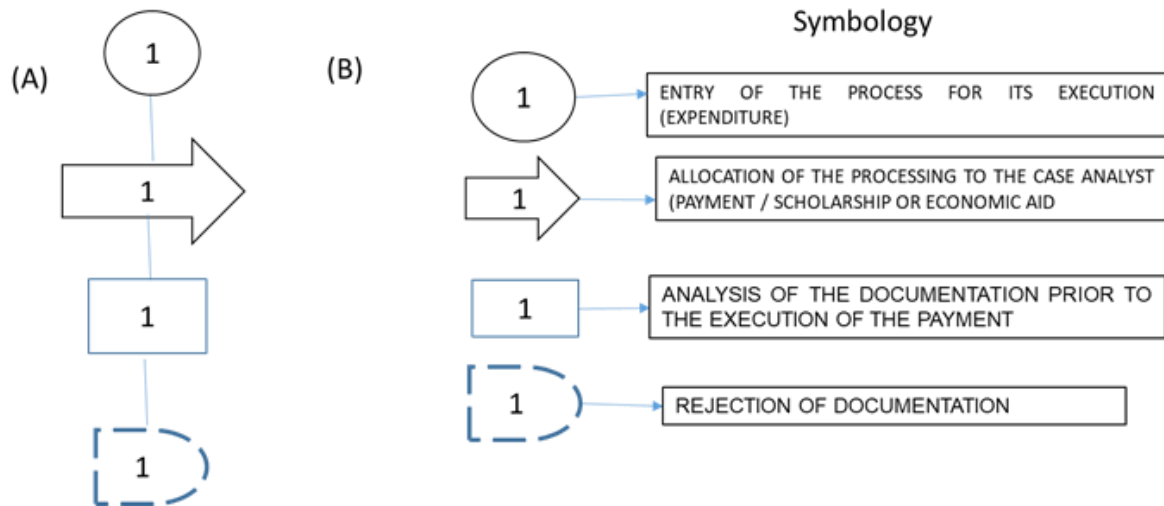 Symbology
(A)
1
1
1
1
(B)
1
ENTRY OF THE PROCESS FOR ITS EXECUTION
(EXPENDITURE)
1
ALLOCATION OF THE PROCESSING TO THE CASE ANALYST
(PAYMENT / SCHOLARSHIP OR ECONOMIC AID
1
ANALYSIS OF THE DOCUMENTATION PRIOR TO
THE EXECUTION OF THE PAYMENT
1
REJECTION OF DOCUMENTATION